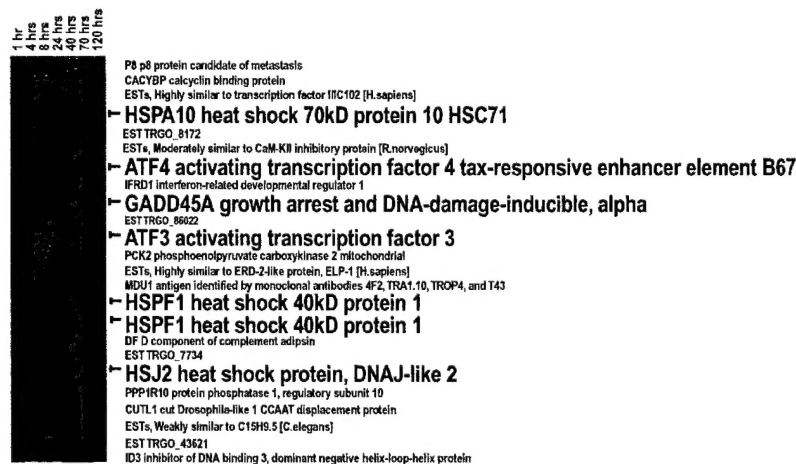 1 hr
4 hrs
8 hrs
24 hrs
40 hrs
70 hrs
120 hrs
P8 p8 protein candidate of metastasis
CACYBP calcyclin binding protein
ESTs, Highly similar to transcription factor IIIC102 [H.sapiens]
HSPA10 heat shock 70kD protein 10 HSC71
EST TRGO_8172
ESTs, Moderately similar to CaM-KII inhibitory protein [R.norvegicus]
ATF4 activating transcription factor 4 tax-responsive enhancer element B67
IFRD1 interferon-related developmental regulator 1
GADD45A growth arrest and DNA-damage-inducible, alpha
EST TRGO_86022
ATF3 activating transcription factor 3
PCK2 phosphoenolpyruvate carboxykinase 2 mitochondrial
ESTs, Highly similar to ERD-2-like protein, ELP-1 [H.sapiens]
MDU1 antigen identified by monoclonal antibodies 4F2, TRA1.10, TROP4, and T43
HSPF1 heat shock 40kD protein 1
HSPF1 heat shock 40kD protein 1
DF D component of complement adipsin
EST TRGO_7734
HSJ2 heat shock protein, DNAJ-like 2
PPP1R10 protein phosphatase 1, regulatory subunit 10
CUTL1 cut Drosophila-like 1 CCAAT displacement protein
ESTs, Weakly similar to C15H9.5 [C.elegans]
EST TRGO_43621
ID3 inhibitor of DNA binding 3, dominant negative helix-loop-helix protein